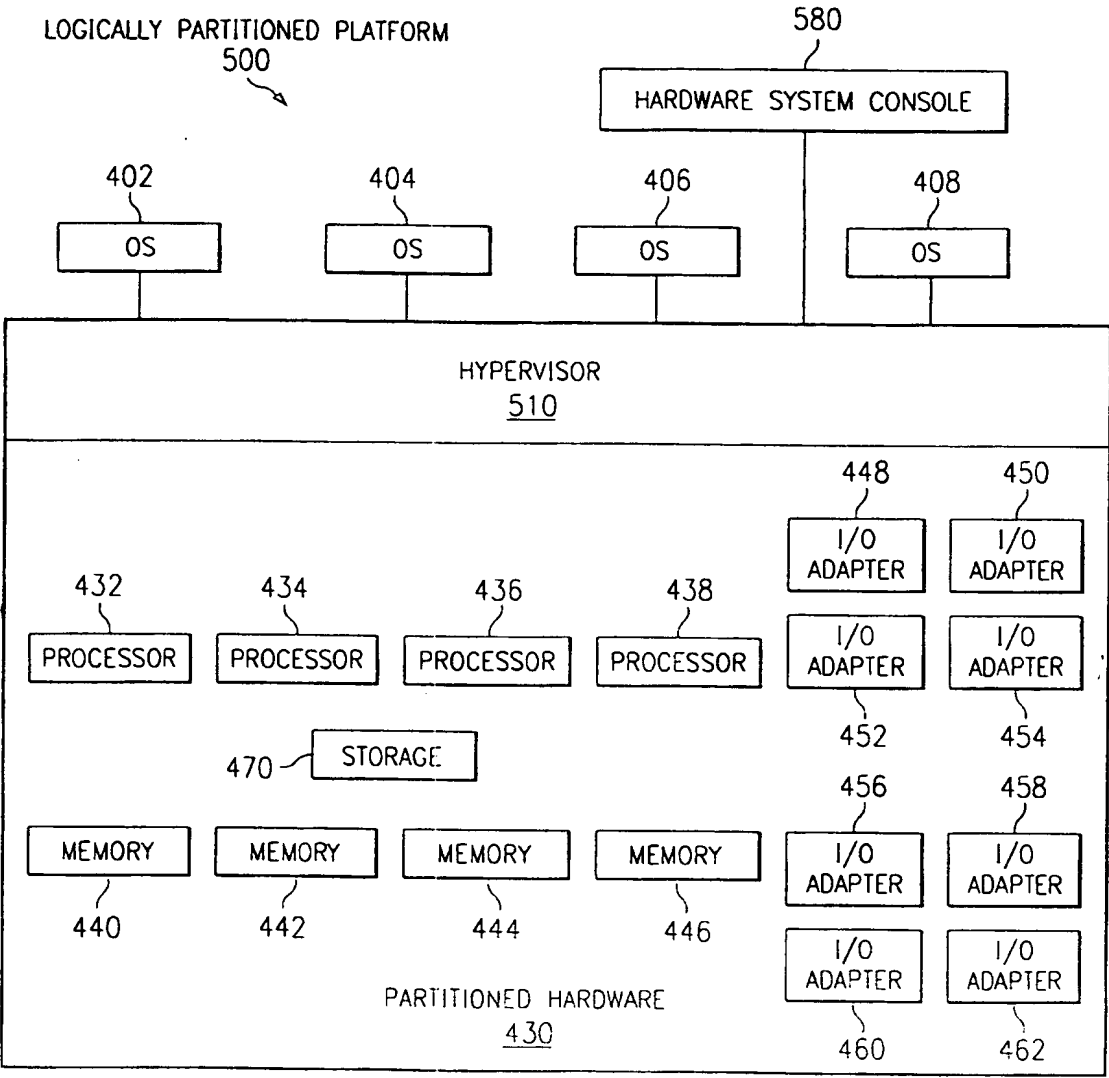 LOGICALLY PARTITIONED PLATFORM
500
580
HARDWARE SYSTEM CONSOLE
402
404
406
408
OS
OS
OS
OS
HYPERVISOR
510
448
450
I/O
ADAPTER
I/O
ADAPTER
432
434
436
438
PROCESSOR
PROCESSOR
PROCESSOR
PROCESSOR
I/O
ADAPTER
I/O
ADAPTER
452
454
470
STORAGE
456
458
MEMORY
MEMORY
MEMORY
MEMORY
I/O
ADAPTER
I/O
ADAPTER
440
442
444
446
I/O
ADAPTER
I/O
ADAPTER
PARTITIONED HARDWARE
430
460
462